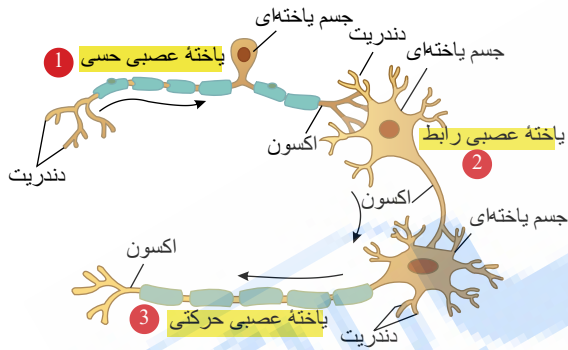 جسم یاخته‌ای
دندریت
1 یاختهٔ عصبی حسی
جسم یاخته‌ای
یاختهٔ عصبی رابط
2
اکسون
دندریت
اکسون
جسم یاخته‌ای
اکسون
یاختهٔ عصبی حرکتی
3
دندریت